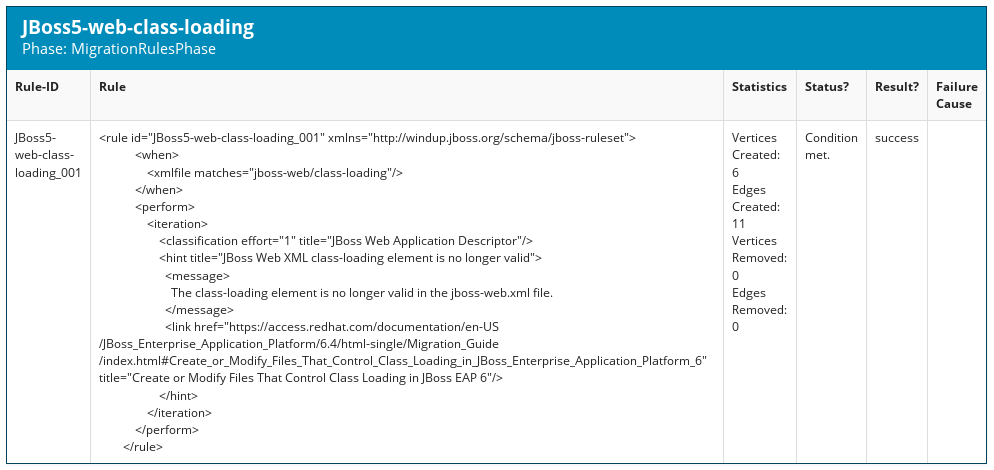 JBoss5-web-class-loading
Phase: MigrationRulesPhase
Rule-ID
Rule
Statistics
Status?
Result?
Failure
Cause
JBoss5-
web-class-
loading_001
<rule id="JBoss5-web-class-loading_001" xmlns="http://windup.jboss.org/schema/jboss-ruleset">
<when>
<xmlfile matches="jboss-web/class-loading"/>
</when>
<perform>
<iteration>
<classification effort="1" title="JBoss Web Application Descriptor"/>
<hint title="JBoss Web XML class-loading element is no longer valid">
<message>
The class-loading element is no longer valid in the jboss-web.xml file.
</message>
<link href="https://access.redhat.com/documentation/en-US
/JBoss_Enterprise_Application_Platform/6.4/html-single/Migration_Guide
/index.html#Create_or_Modify_Files_That_Control_Class_Loading_in_JBoss_Enterprise_Application_Platform_6"
title="Create or Modify Files That Control Class Loading in JBoss EAP 6"/>
</hint>
</iteration>
</perform>
</rule>
Vertices
Created:
6
Edges
Created:
11
Vertices
Removed:
0
Edges
Removed:
0
Condition
met.
success